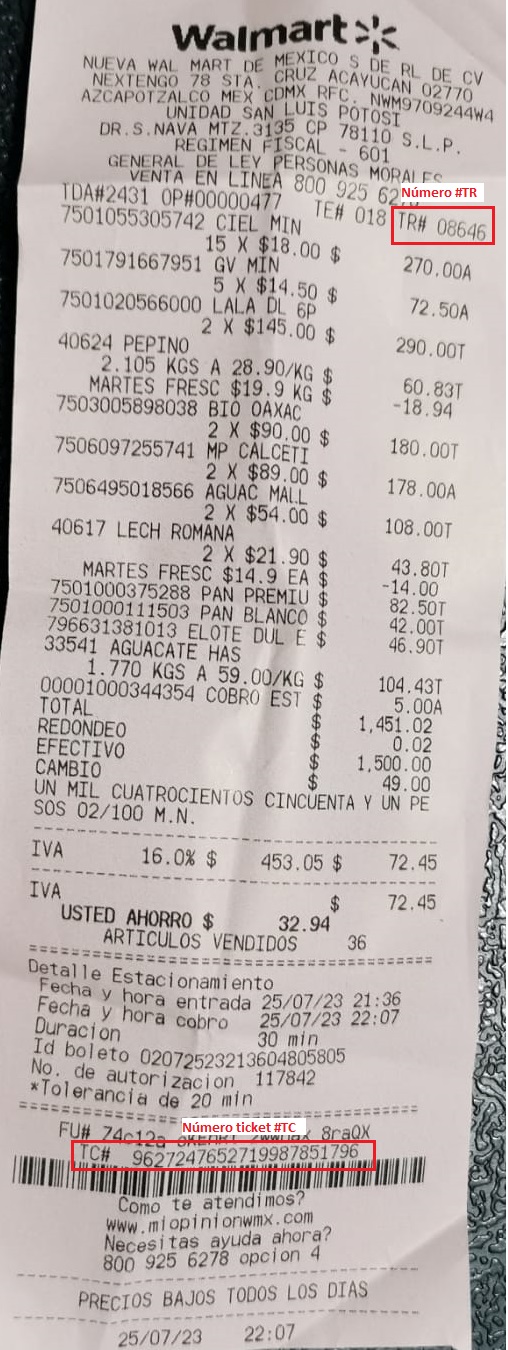 Walmart
NUEVA WAL MART DE MEXICO S DE RL DE CV
NEXTENGO 78 STA. CRUZ ACAYUCAN 02770
AZCAPOTZALCO MEX CDMX RFC. NWM9709244W4
UNIDAD SAN LUIS POTOSI
DR.S.NAVA MTZ.3135 CP 78110 S.L.P.
REGIMEN FISCAL - 601
GENERAL DE LEY PERSONAS MORALES
VENTA EN LINEA 800 925
Número #TR
TDA#2431 OP#00000477 TE# 018 TR# 08646
7501055305742 CIEL MIN
15 X $18.00 $ 270.00A
7501791667951 GV MIN
5 X $14.50 $ 72.50A
7501020566000 LALA DL 6P
2 X $145.00 $ 290.00T
40624 PEPINO
2.105 KGS A 28.90/KG $ 60.83T
MARTES FRESC $19.9 KG $ -18.94
7503005898038 BIO OAXAC
2 X $90.00 $ 180.00T
7506097255741 MP CALCETI
2 X $89.00 $ 178.00A
7506495018566 AGUAC MALL
2 X $54.00 $ 108.00T
40617 LECH ROMANA
2 X $21.90 $ 43.80T
MARTES FRESC $14.9 EA $ -14.00
7501000375288 PAN PREMIU $ 82.50T
7501000111503 PAN BLANCO $ 42.00T
796631381013 ELOTE DUL E $ 46.90T
33541 AGUACATE HAS
1.770 KGS A 59.00/KG $ 104.43T
00001000344354 COBRO EST $ 5.00A
TOTAL $ 1,451.02
REDONDEO $ 0.02
EFECTIVO $ 1,500.00
CAMBIO $ 49.00
UN MIL CUATROCIENTOS CINCUENTA Y UN PE
SOS 02/100 M.N.
IVA 16.0% $ 453.05 $ 72.45
IVA $ 72.45
USTED AHORRO $ 32.94
ARTICULOS VENDIDOS 36
Detalle Estacionamiento
Fecha y hora entrada 25/07/23 21:36
Fecha y hora cobro 25/07/23 22:07
Duracion 30 min
Id boleto 02072523213604805805
No. de autorizacion 117842
*Tolerancia de 20 min
Número ticket #TC
FU# 8raQX
TC# 9627247652719987851796
Como te atendimos?
www.miopinionwmx.com
Necesitas ayuda ahora?
800 925 6278 opcion 4
PRECIOS BAJOS TODOS LOS DIAS
25/07/23 22:07